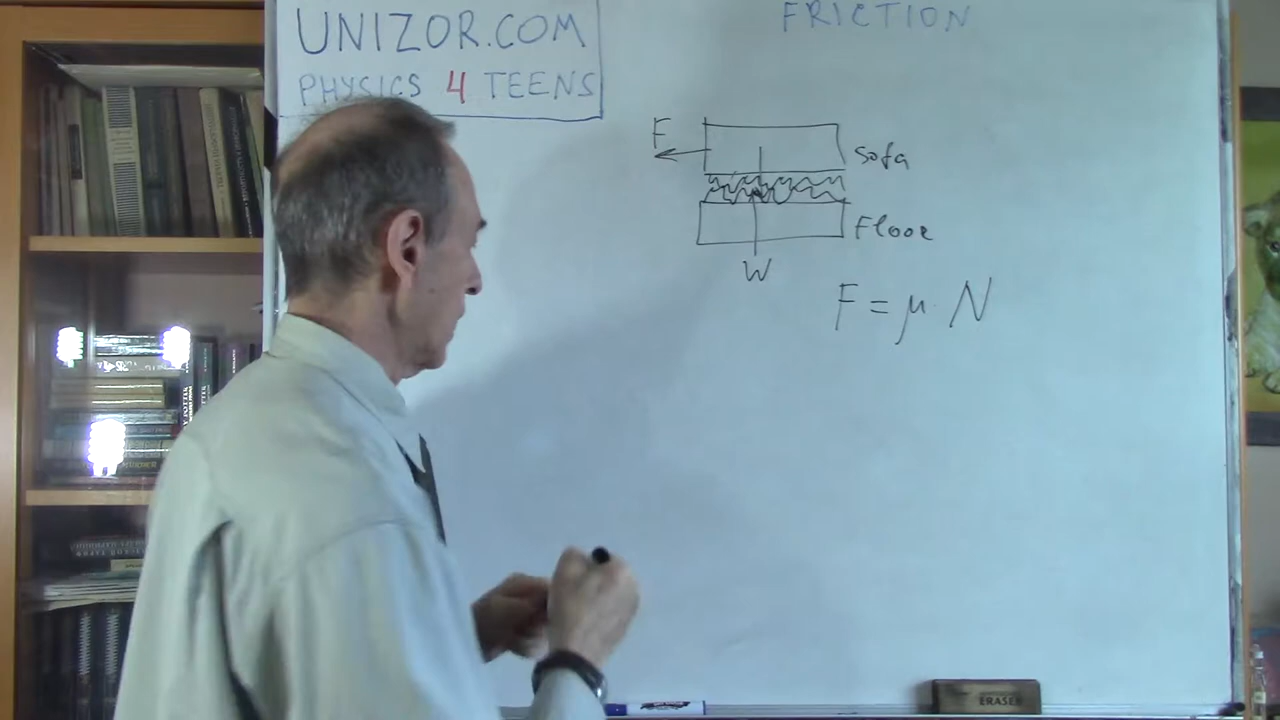 UNIZOR.COM
PHYSICS 4 TEENS
FRICTION
F
sofa
Floor
W
F = μ · N
ERASER